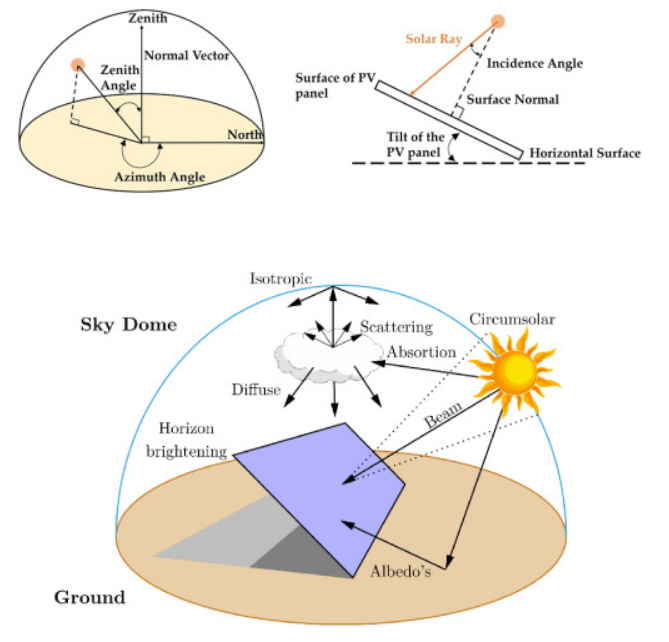 Zenith
Normal Vector
Zenith
Angle
North
Azimuth Angle
Solar Ray
Incidence Angle
Surface of PV
panel
Surface Normal
Tilt of the
PV panel
Horizontal Surface
Isotropic
Sky Dome
Scattering
Circumsolar
Absortion
Diffuse
Beam
Horizon
brightening
Albedo's
Ground